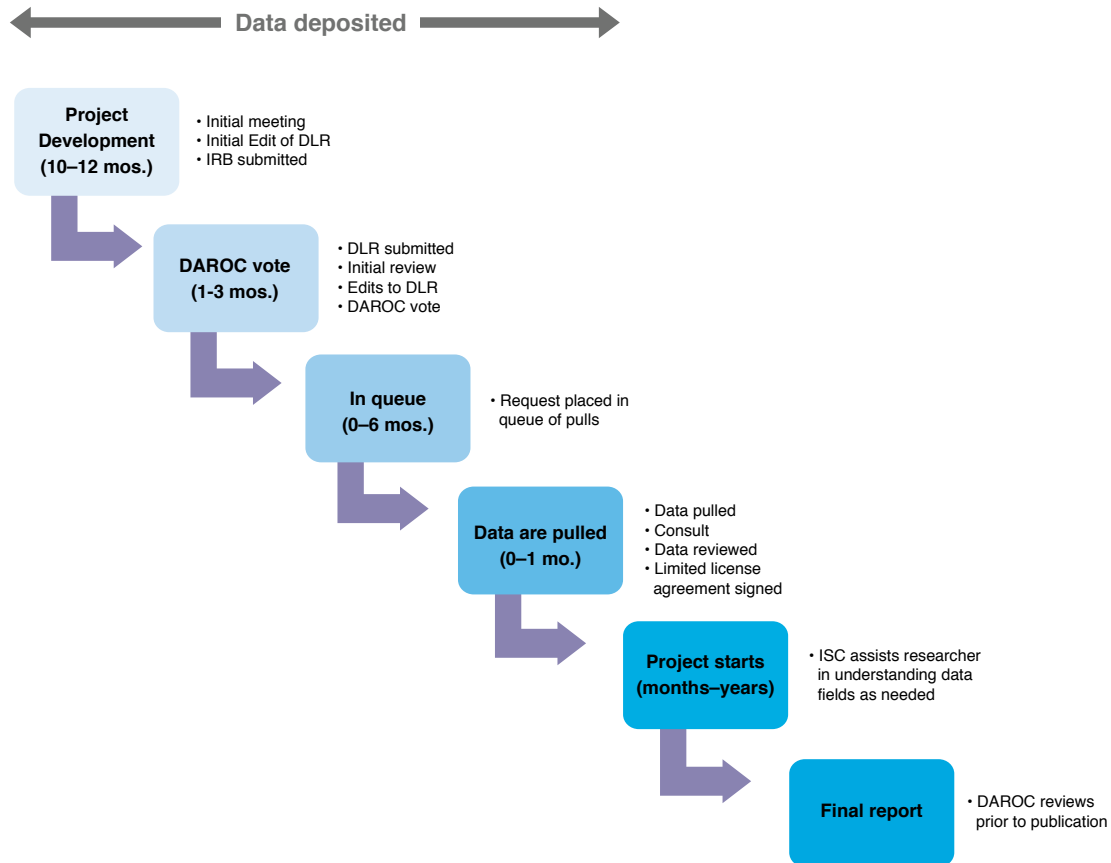 Data deposited
Project
Development
(10–12 mos.)
• Initial meeting
• Initial Edit of DLR
• IRB submitted
DAROC vote
(1-3 mos.)
• DLR submitted
• Initial review
• Edits to DLR
• DAROC vote
In queue
(0–6 mos.)
• Request placed in
queue of pulls
Data are pulled
(0–1 mo.)
• Data pulled
• Consult
• Data reviewed
• Limited license
agreement signed
Project starts
(months–years)
• ISC assists researcher
in understanding data
fields as needed
Final report
• DAROC reviews
prior to publication